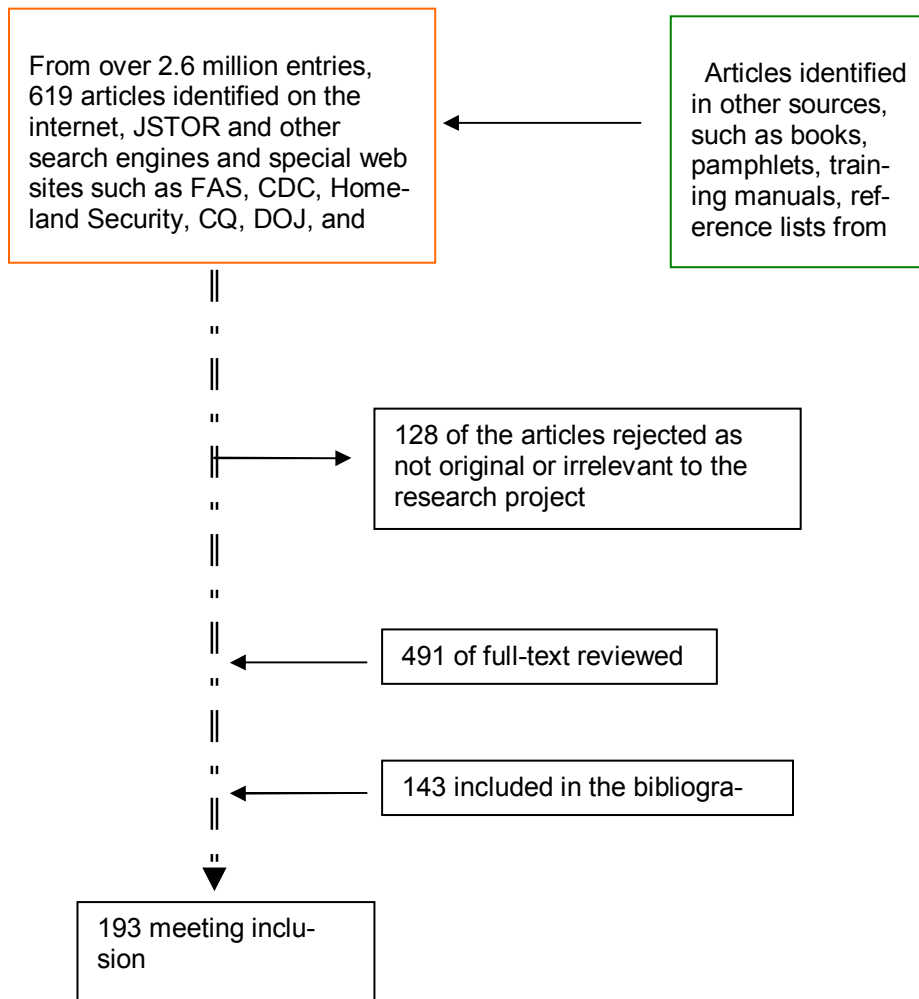 From over 2.6 million entries,
619 articles identified on the
internet, JSTOR and other
search engines and special web
sites such as FAS, CDC, Home-
land Security, CQ, DOJ, and
Articles identified
in other sources,
such as books,
pamphlets, train-
ing manuals, ref-
erence lists from
128 of the articles rejected as
not original or irrelevant to the
research project
491 of full-text reviewed
143 included in the bibliogra-
193 meeting inclu-
sion